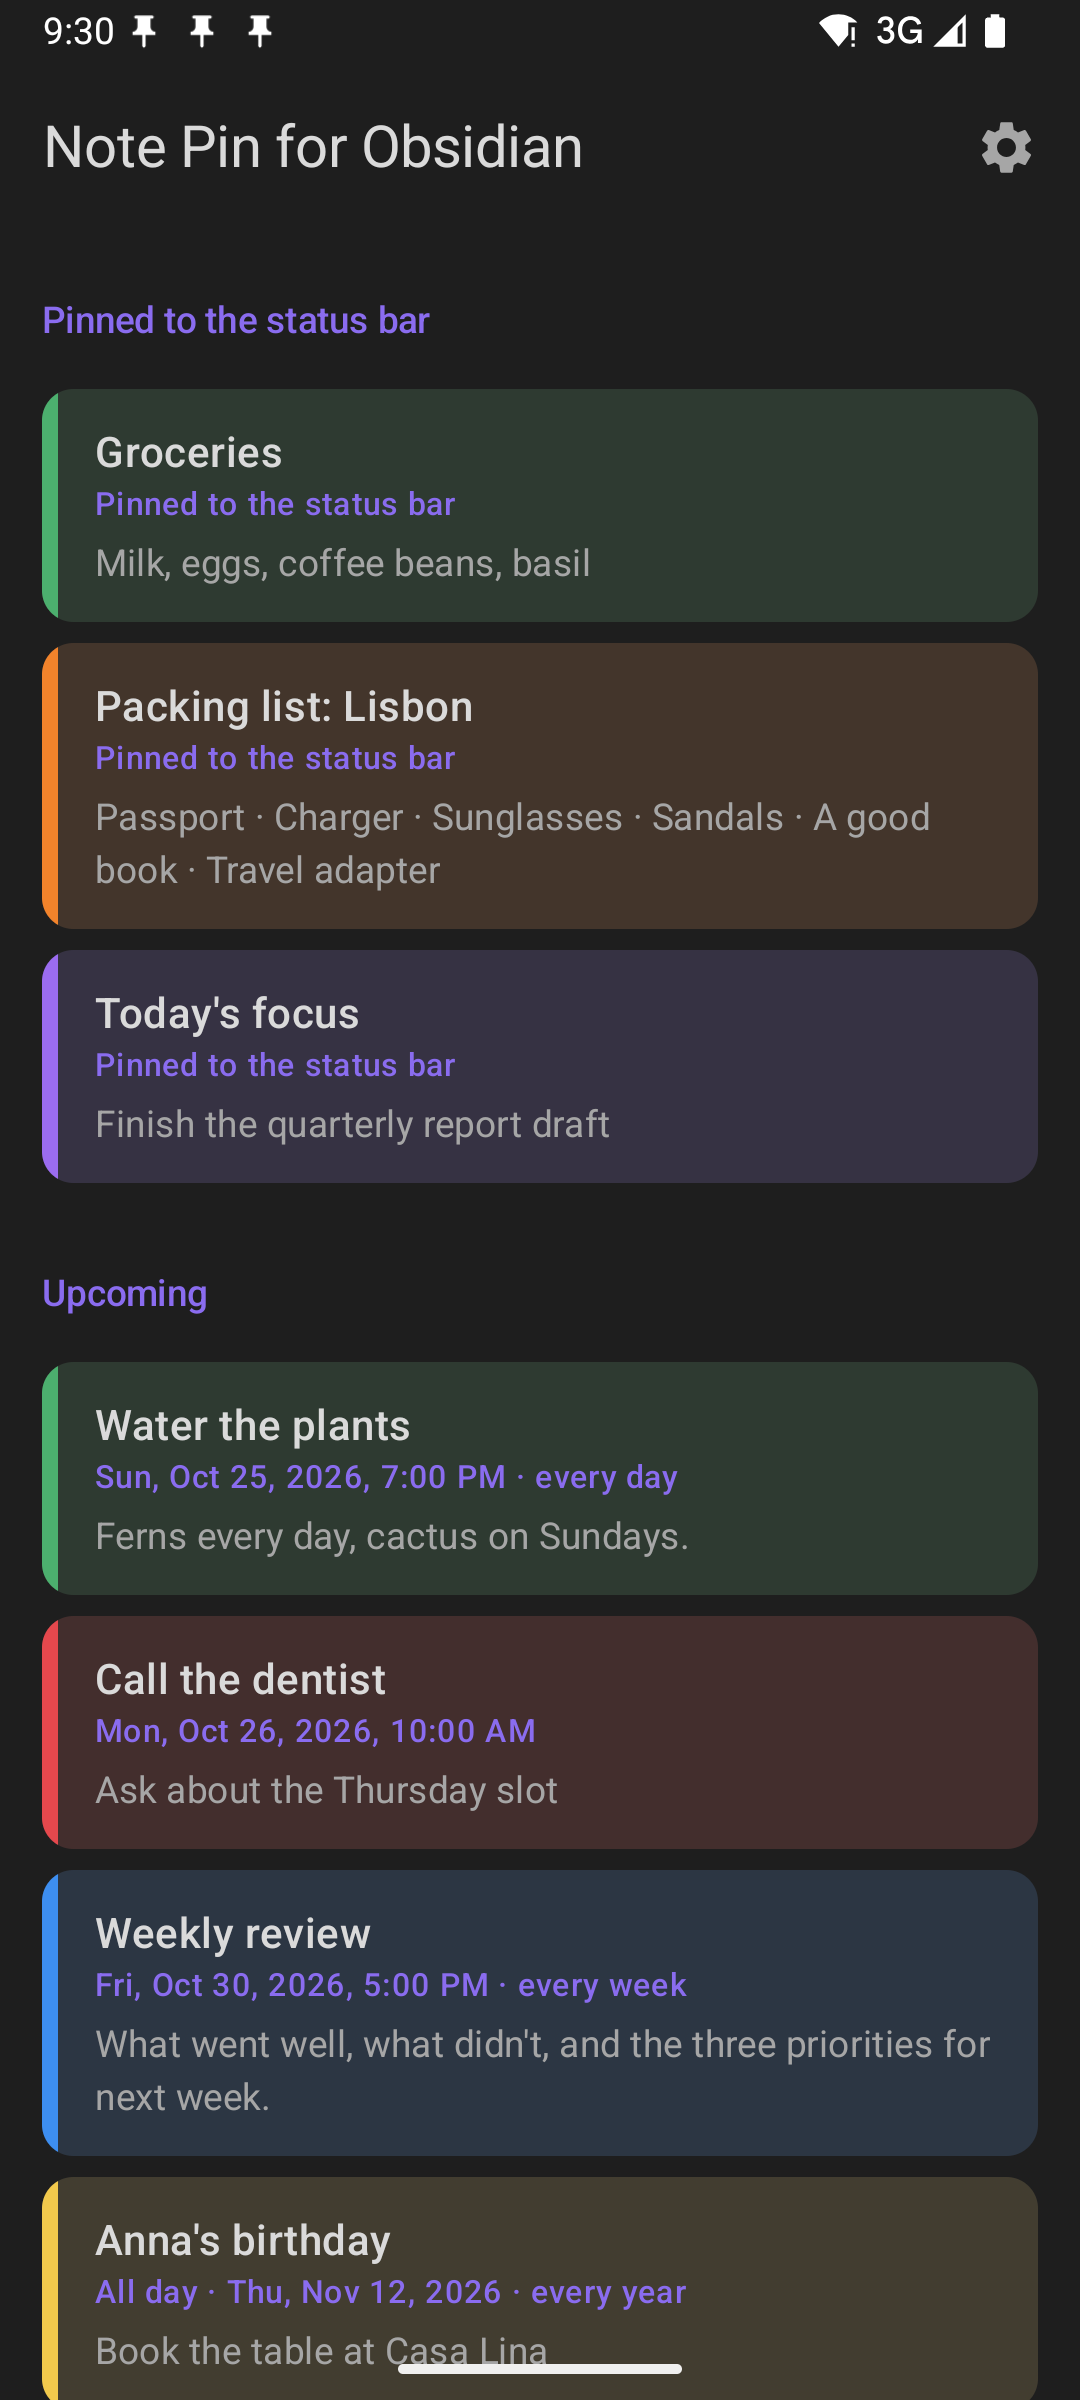 9:30
3G
Note Pin for Obsidian
Pinned to the status bar
Groceries
Pinned to the status bar
Milk, eggs, coffee beans, basil
Packing list: Lisbon
Pinned to the status bar
Passport · Charger · Sunglasses · Sandals · A good
book · Travel adapter
Today's focus
Pinned to the status bar
Finish the quarterly report draft
Upcoming
Water the plants
Sun, Oct 25, 2026, 7:00 PM · every day
Ferns every day, cactus on Sundays.
Call the dentist
Mon, Oct 26, 2026, 10:00 AM
Ask about the Thursday slot
Weekly review
Fri, Oct 30, 2026, 5:00 PM · every week
What went well, what didn't, and the three priorities for
next week.
Anna's birthday
All day · Thu, Nov 12, 2026 · every year
Book the table at Casa Lina